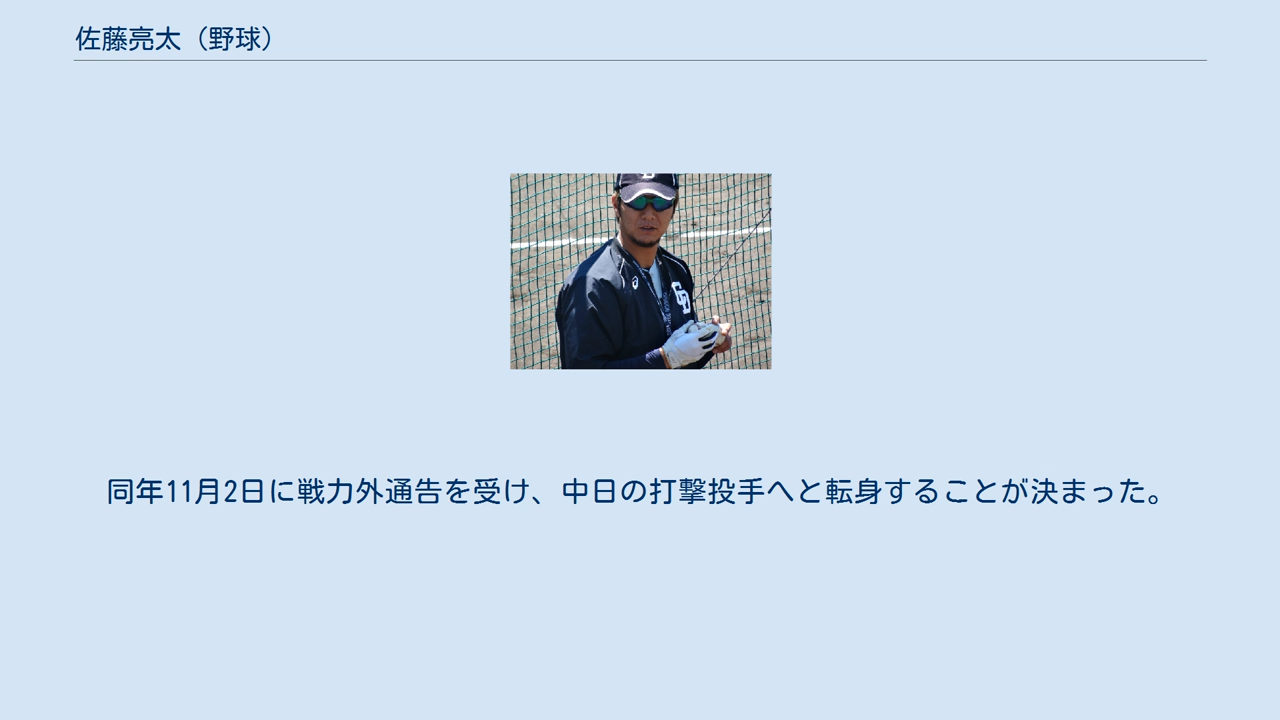 佐藤亮太（野球）
同年11月2日に戦力外通告を受け、中日の打撃投手へと転身することが決まった。